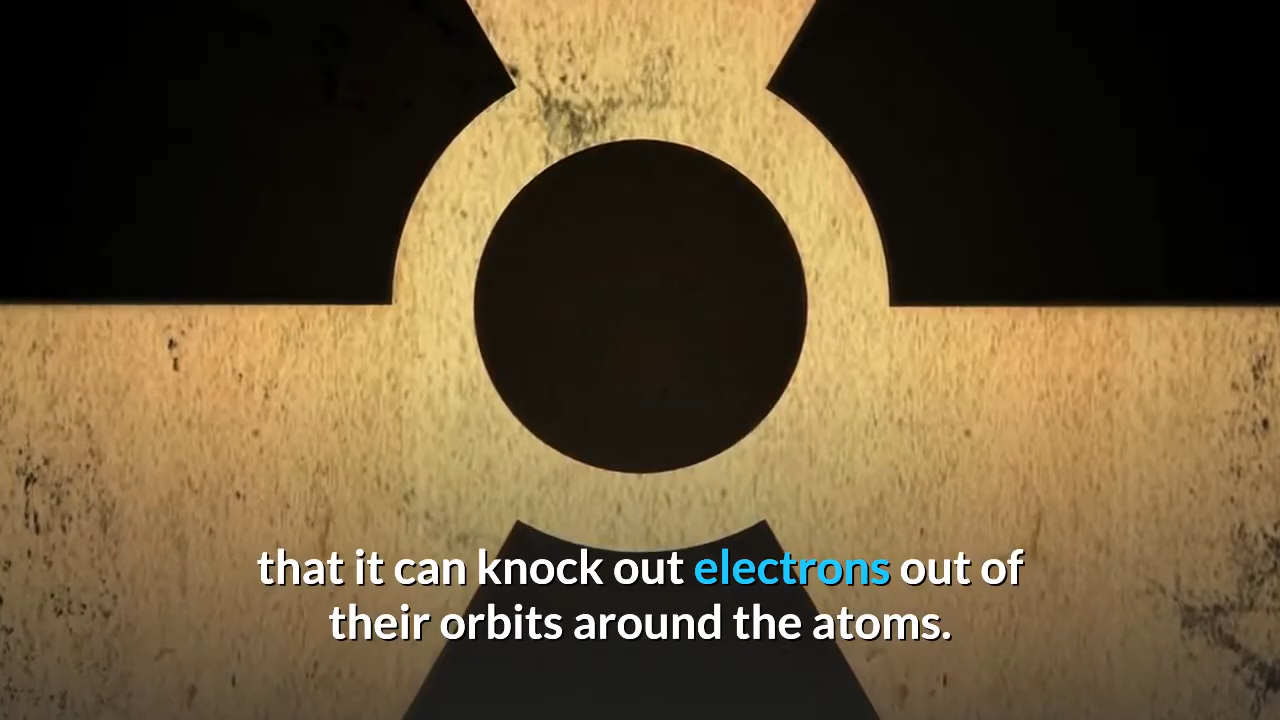 that it can knock out electrons out of
their orbits around the atoms.